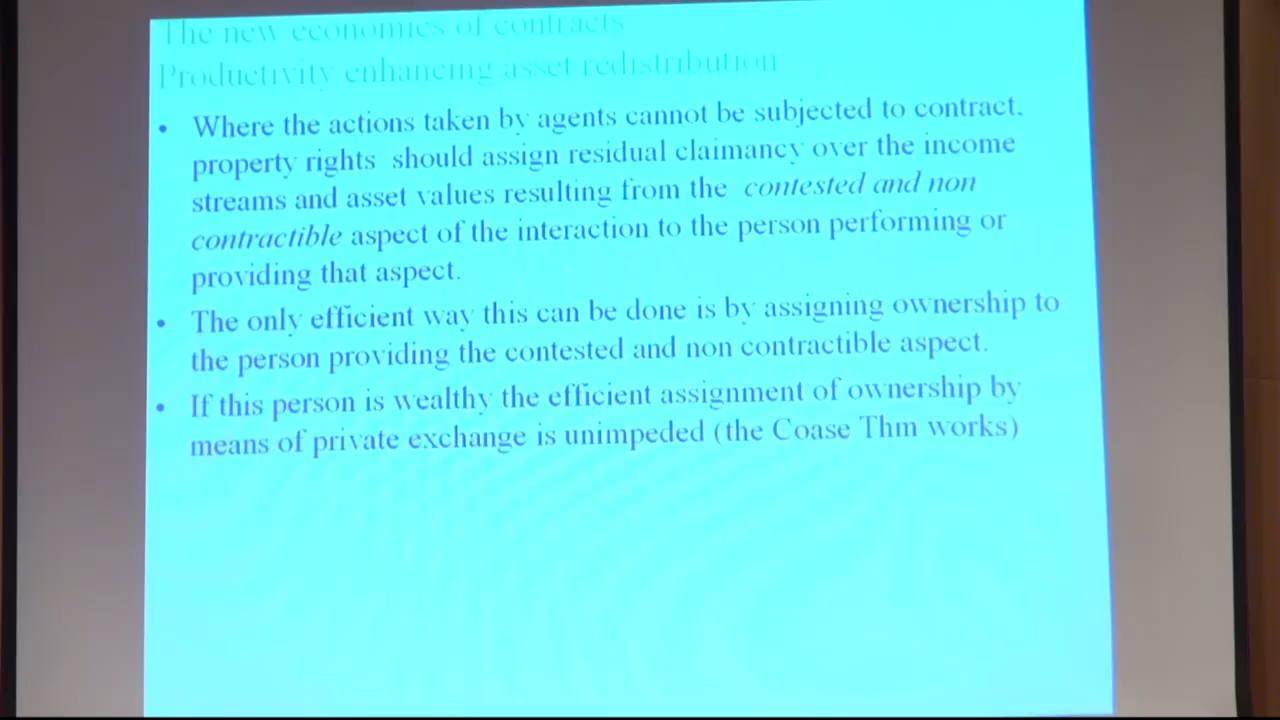 The new economics of contracts
Productivity enhancing asset redistribution
• Where the actions taken by agents cannot be subjected to contract,
property rights should assign residual claimancy over the income
streams and asset values resulting from the contested and non
contractible aspect of the interaction to the person performing or
providing that aspect.
• The only efficient way this can be done is by assigning ownership to
the person providing the contested and non contractible aspect.
• If this person is wealthy the efficient assignment of ownership by
means of private exchange is unimpeded (the Coase Thm works)